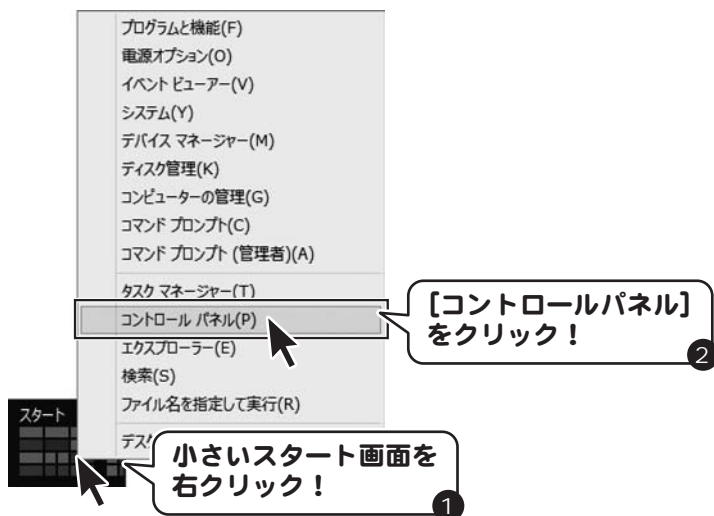 プログラムと機能(F)
電源オプション(O)
イベント ビューアー(V)
システム(Y)
デバイス マネージャー(M)
ディスク管理(K)
コンピューターの管理(G)
コマンド プロンプト(C)
コマンド プロンプト (管理者)(A)
タスク マネージャー(T)
コントロール パネル(P)
[コントロールパネル]
をクリック！
2
エクスプローラー(E)
検索(S)
ファイル名を指定して実行(R)
スタート
小さいスタート画面を
右クリック！
1